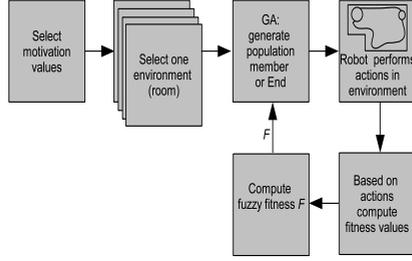 Select
motivation
values
Select one
environment
(room)
GA:
generate
population
member
or End
Robot performs
actions in
environment
F
Compute
fuzzy fitness F
Based on
actions
compute
fitness values